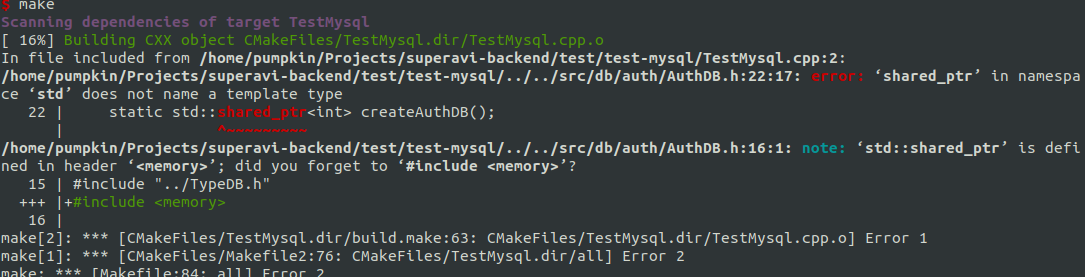 $ make
Scanning dependencies of target TestMysql
[ 16%] Building CXX object CMakeFiles/TestMysql.dir/TestMysql.cpp.o
In file included from /home/pumpkin/Projects/superavi-backend/test/test-mysql/TestMysql.cpp:2:
/home/pumpkin/Projects/superavi-backend/test/test-mysql/../../src/db/auth/AuthDB.h:22:17: error: ‘shared_ptr’ in namespa
ce ‘std’ does not name a template type
   22 |     static std::shared_ptr<int> createAuthDB();
      |                 ^~~~~~~~~~
/home/pumpkin/Projects/superavi-backend/test/test-mysql/../../src/db/auth/AuthDB.h:16:1: note: ‘std::shared_ptr’ is defi
ned in header ‘<memory>’; did you forget to ‘#include <memory>’?
   15 | #include "../TypeDB.h"
  +++ |+#include <memory>
   16 |
make[2]: *** [CMakeFiles/TestMysql.dir/build.make:63: CMakeFiles/TestMysql.dir/TestMysql.cpp.o] Error 1
make[1]: *** [CMakeFiles/Makefile2:76: CMakeFiles/TestMysql.dir/all] Error 2
make: *** [Makefile:84: all] Error 2